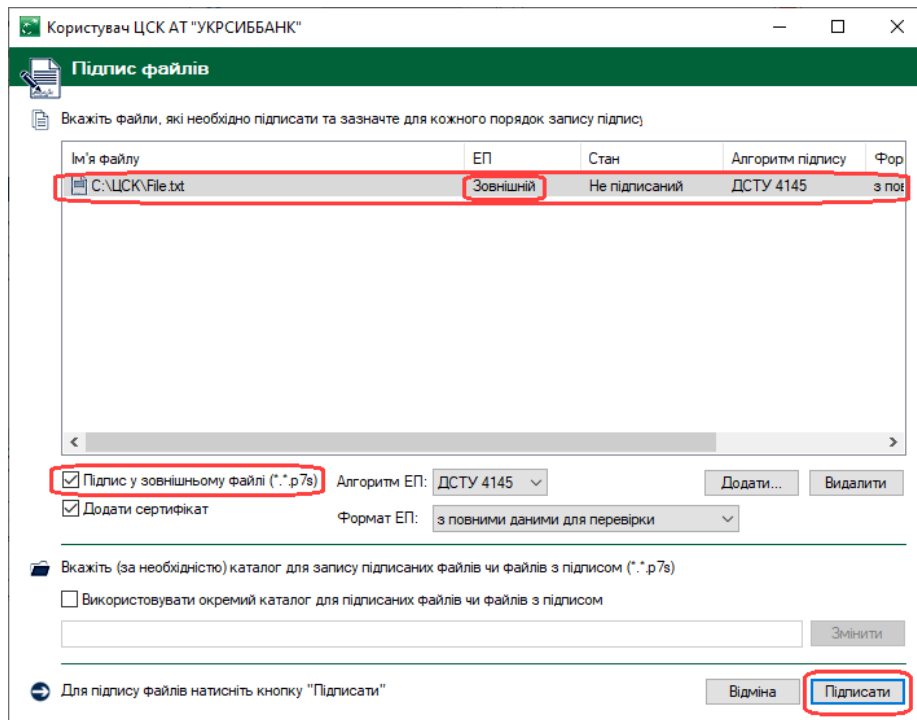 Користувач ЦСК АТ "УКРСИББАНК"
Підпис файлів
Вкажіть файли, які необхідно підписати та зазначте для кожного порядок запису підпису
Ім'я файлу ЕП Стан Алгоритм підпису Фор
C:\ЦСК\File.txt Зовнішній Не підписаний ДСТУ 4145 з пов
Підпис у зовнішньому файлі (*.*.p7s) Алгоритм ЕП: ДСТУ 4145 Додати... Видалити
Додати сертифікат
Формат ЕП: з повними даними для перевірки
Вкажіть (за необхідністю) каталог для запису підписаних файлів чи файлів з підписом (*.*.p7s)
Використовувати окремий каталог для підписаних файлів чи файлів з підписом
Змінити
Для підпису файлів натисніть кнопку "Підписати" Відміна Підписати